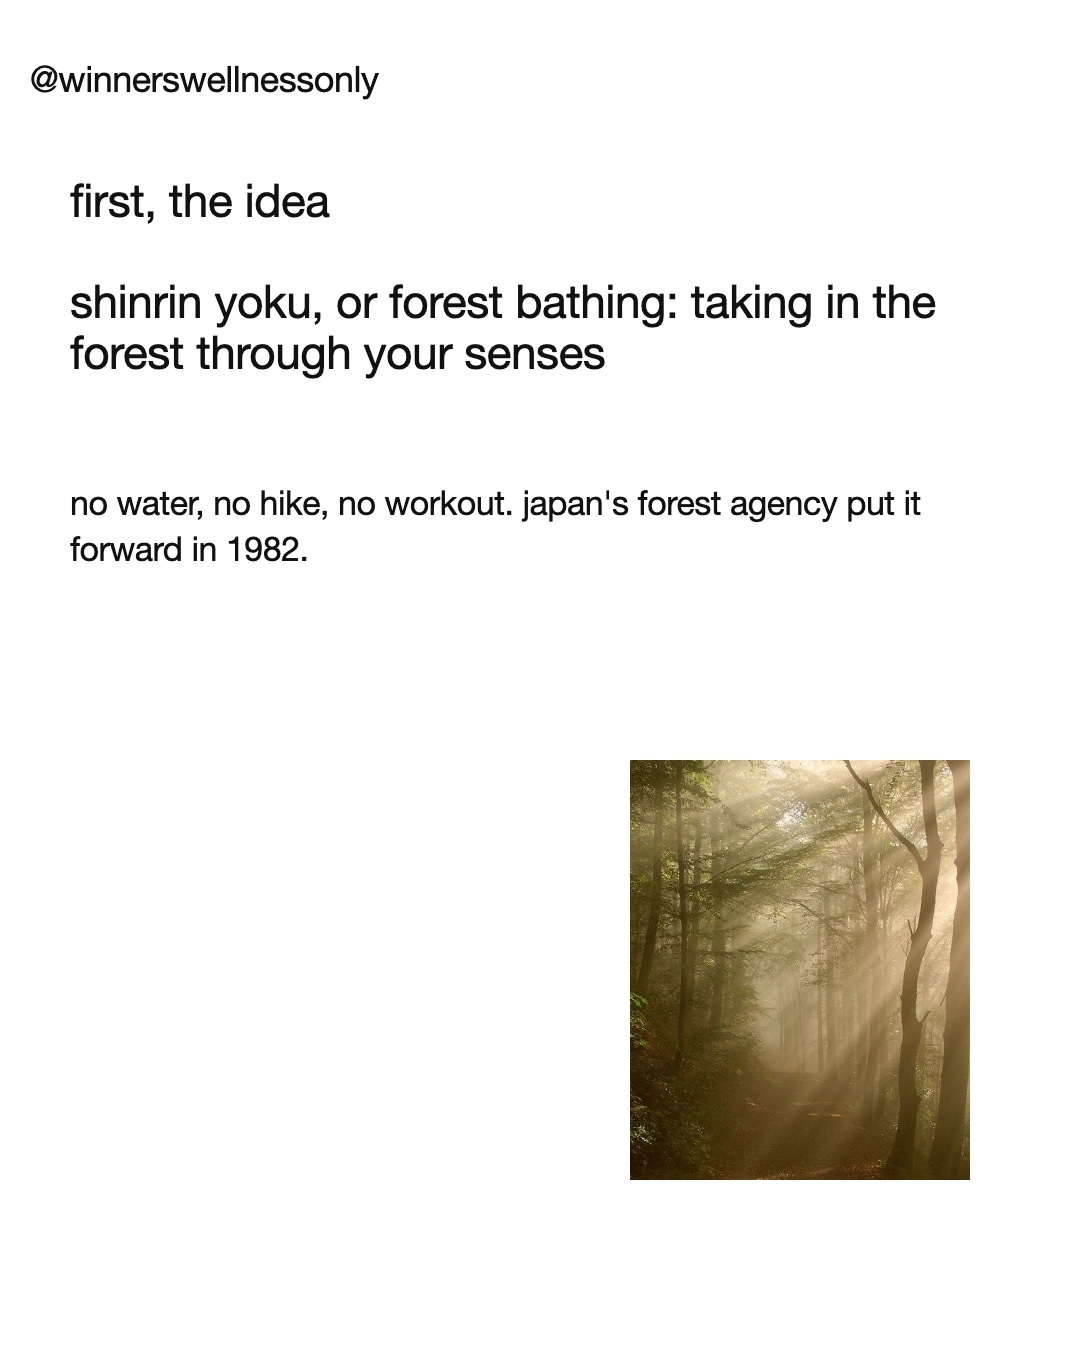 @winnerswellnessonly
first, the idea
shinrin yoku, or forest bathing: taking in the
forest through your senses
no water, no hike, no workout. japan's forest agency put it
forward in 1982.